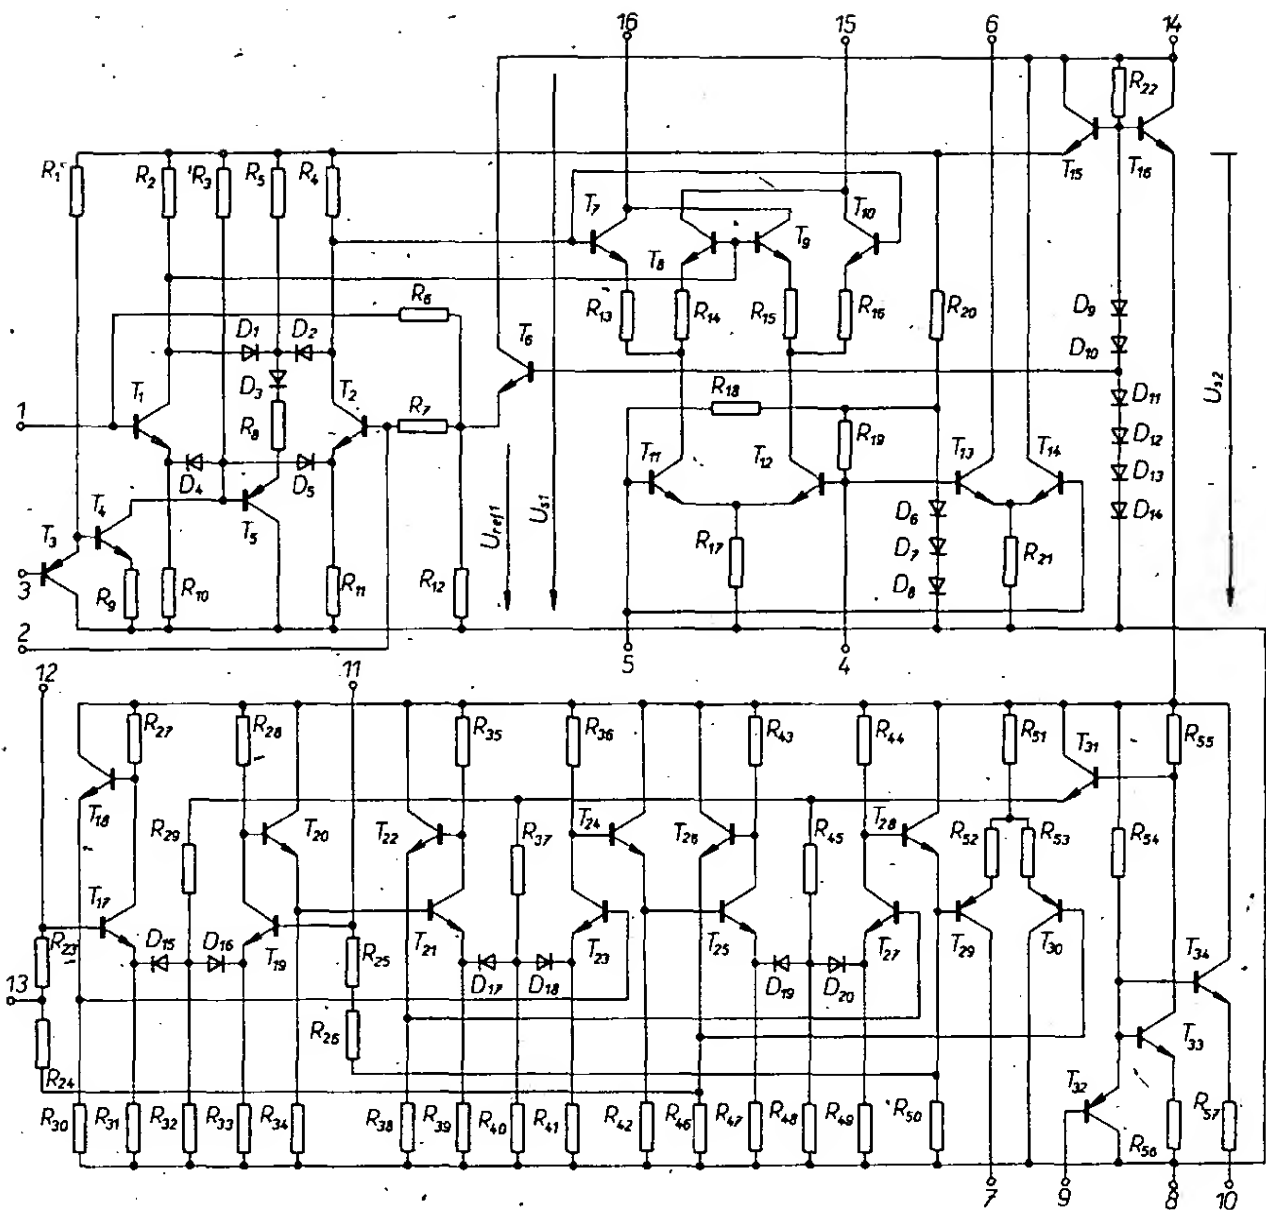 16 15 6 14
R22
R1 R2 R3 R5 R4
T15 T16
T7 T8 T9 T10
R6
R13 R14 R15 R16 R20
D9
D1 D2
T6
D10
D3
T1 T2
R18
D11
Us2
1
R7
R8
R19
D12
T11 T12 T13 T14
D13
D4 D5
D6
D14
T4
T5
Uref1 Us1
T3
R17
D7
R21
3
R9 R10 R11 R12
D8
2
5 4
12 11
R27 R28 R35 R36 R43 R44 R51 T31 R55
T18
R29
T20 T22
R37
T24 T26
R45
T28
R52 R53 R54
T17
R23
D15 D16
T19
R25
T21
D17 D18
T23 T25
D19 D20
T27 T29 T30
T34
13
R26
T33
R24
T32
R30 R31 R32 R33 R34 R38 R39 R40 R41 R42 R46 R47 R48 R49 R50
R57
R56
7 9 8 10